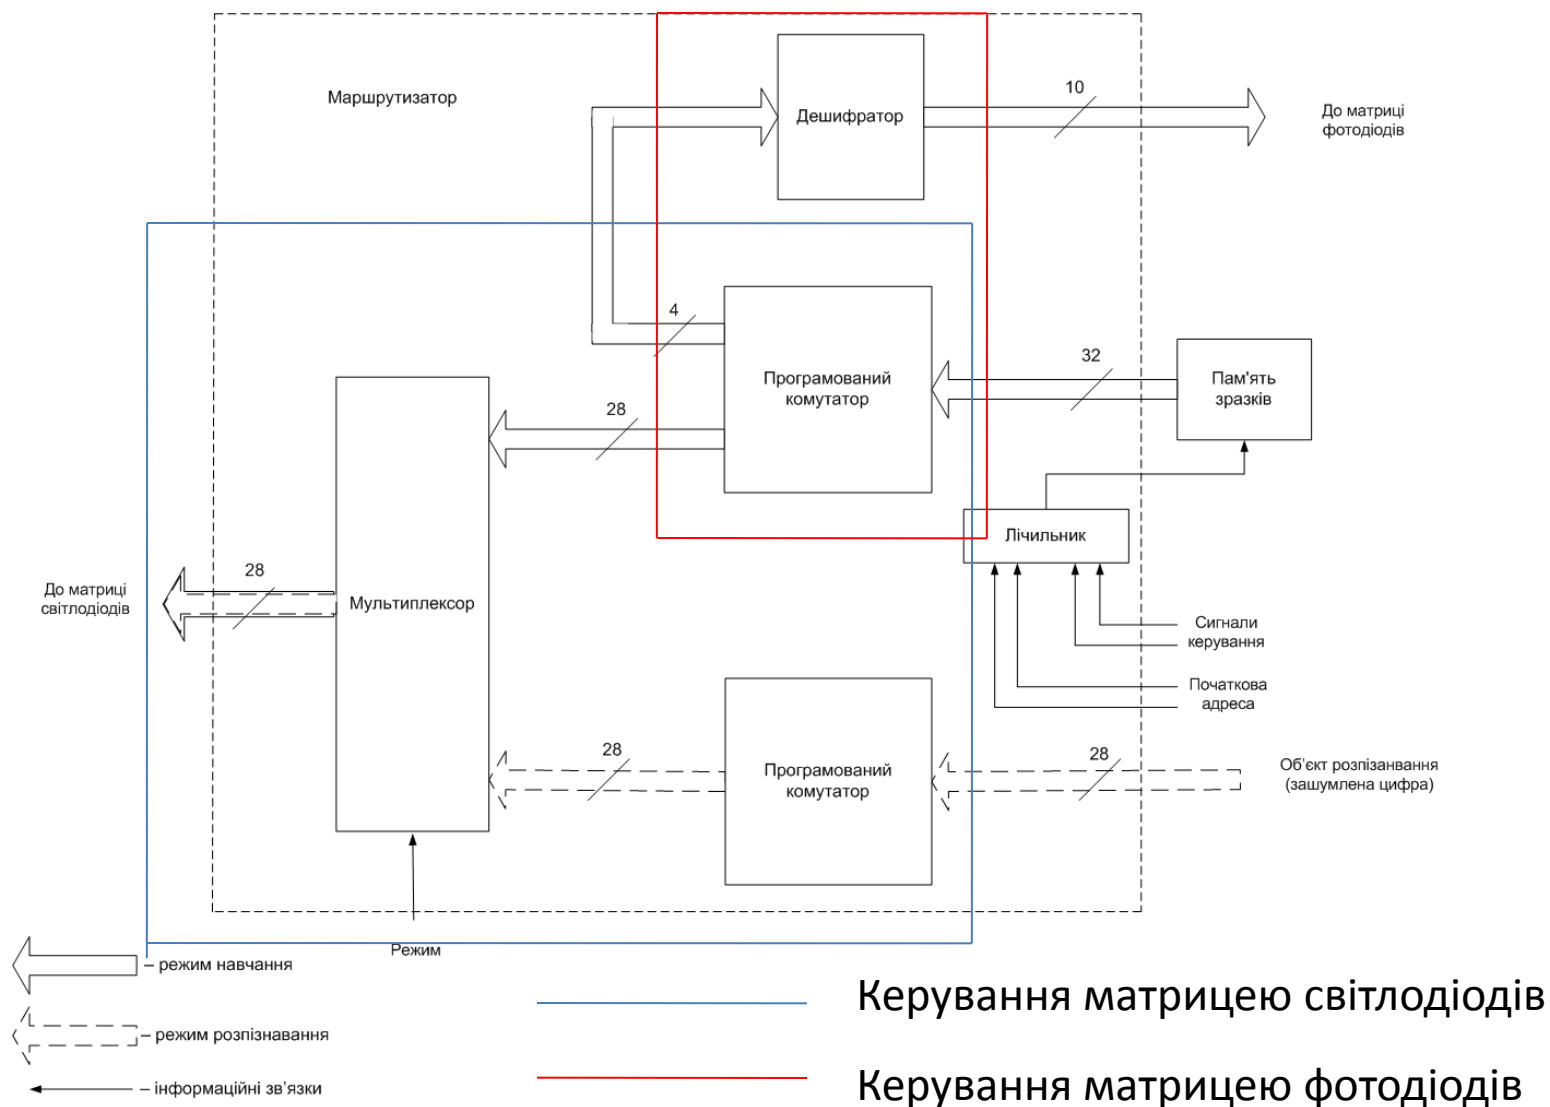 Маршрутизатор
Дешифратор
10
До матриці
фотодіодів
4
Програмований
комутатор
32
Пам'ять
зразків
28
Лічильник
До матриці
світлодіодів
28
Мультиплексор
Сигнали
керування
Початкова
адреса
28
Програмований
комутатор
28
Об'єкт розпізанвання
(зашумлена цифра)
Режим
– режим навчання
– режим розпізнавання
– інформаційні зв'язки
Керування матрицею світлодіодів
Керування матрицею фотодіодів